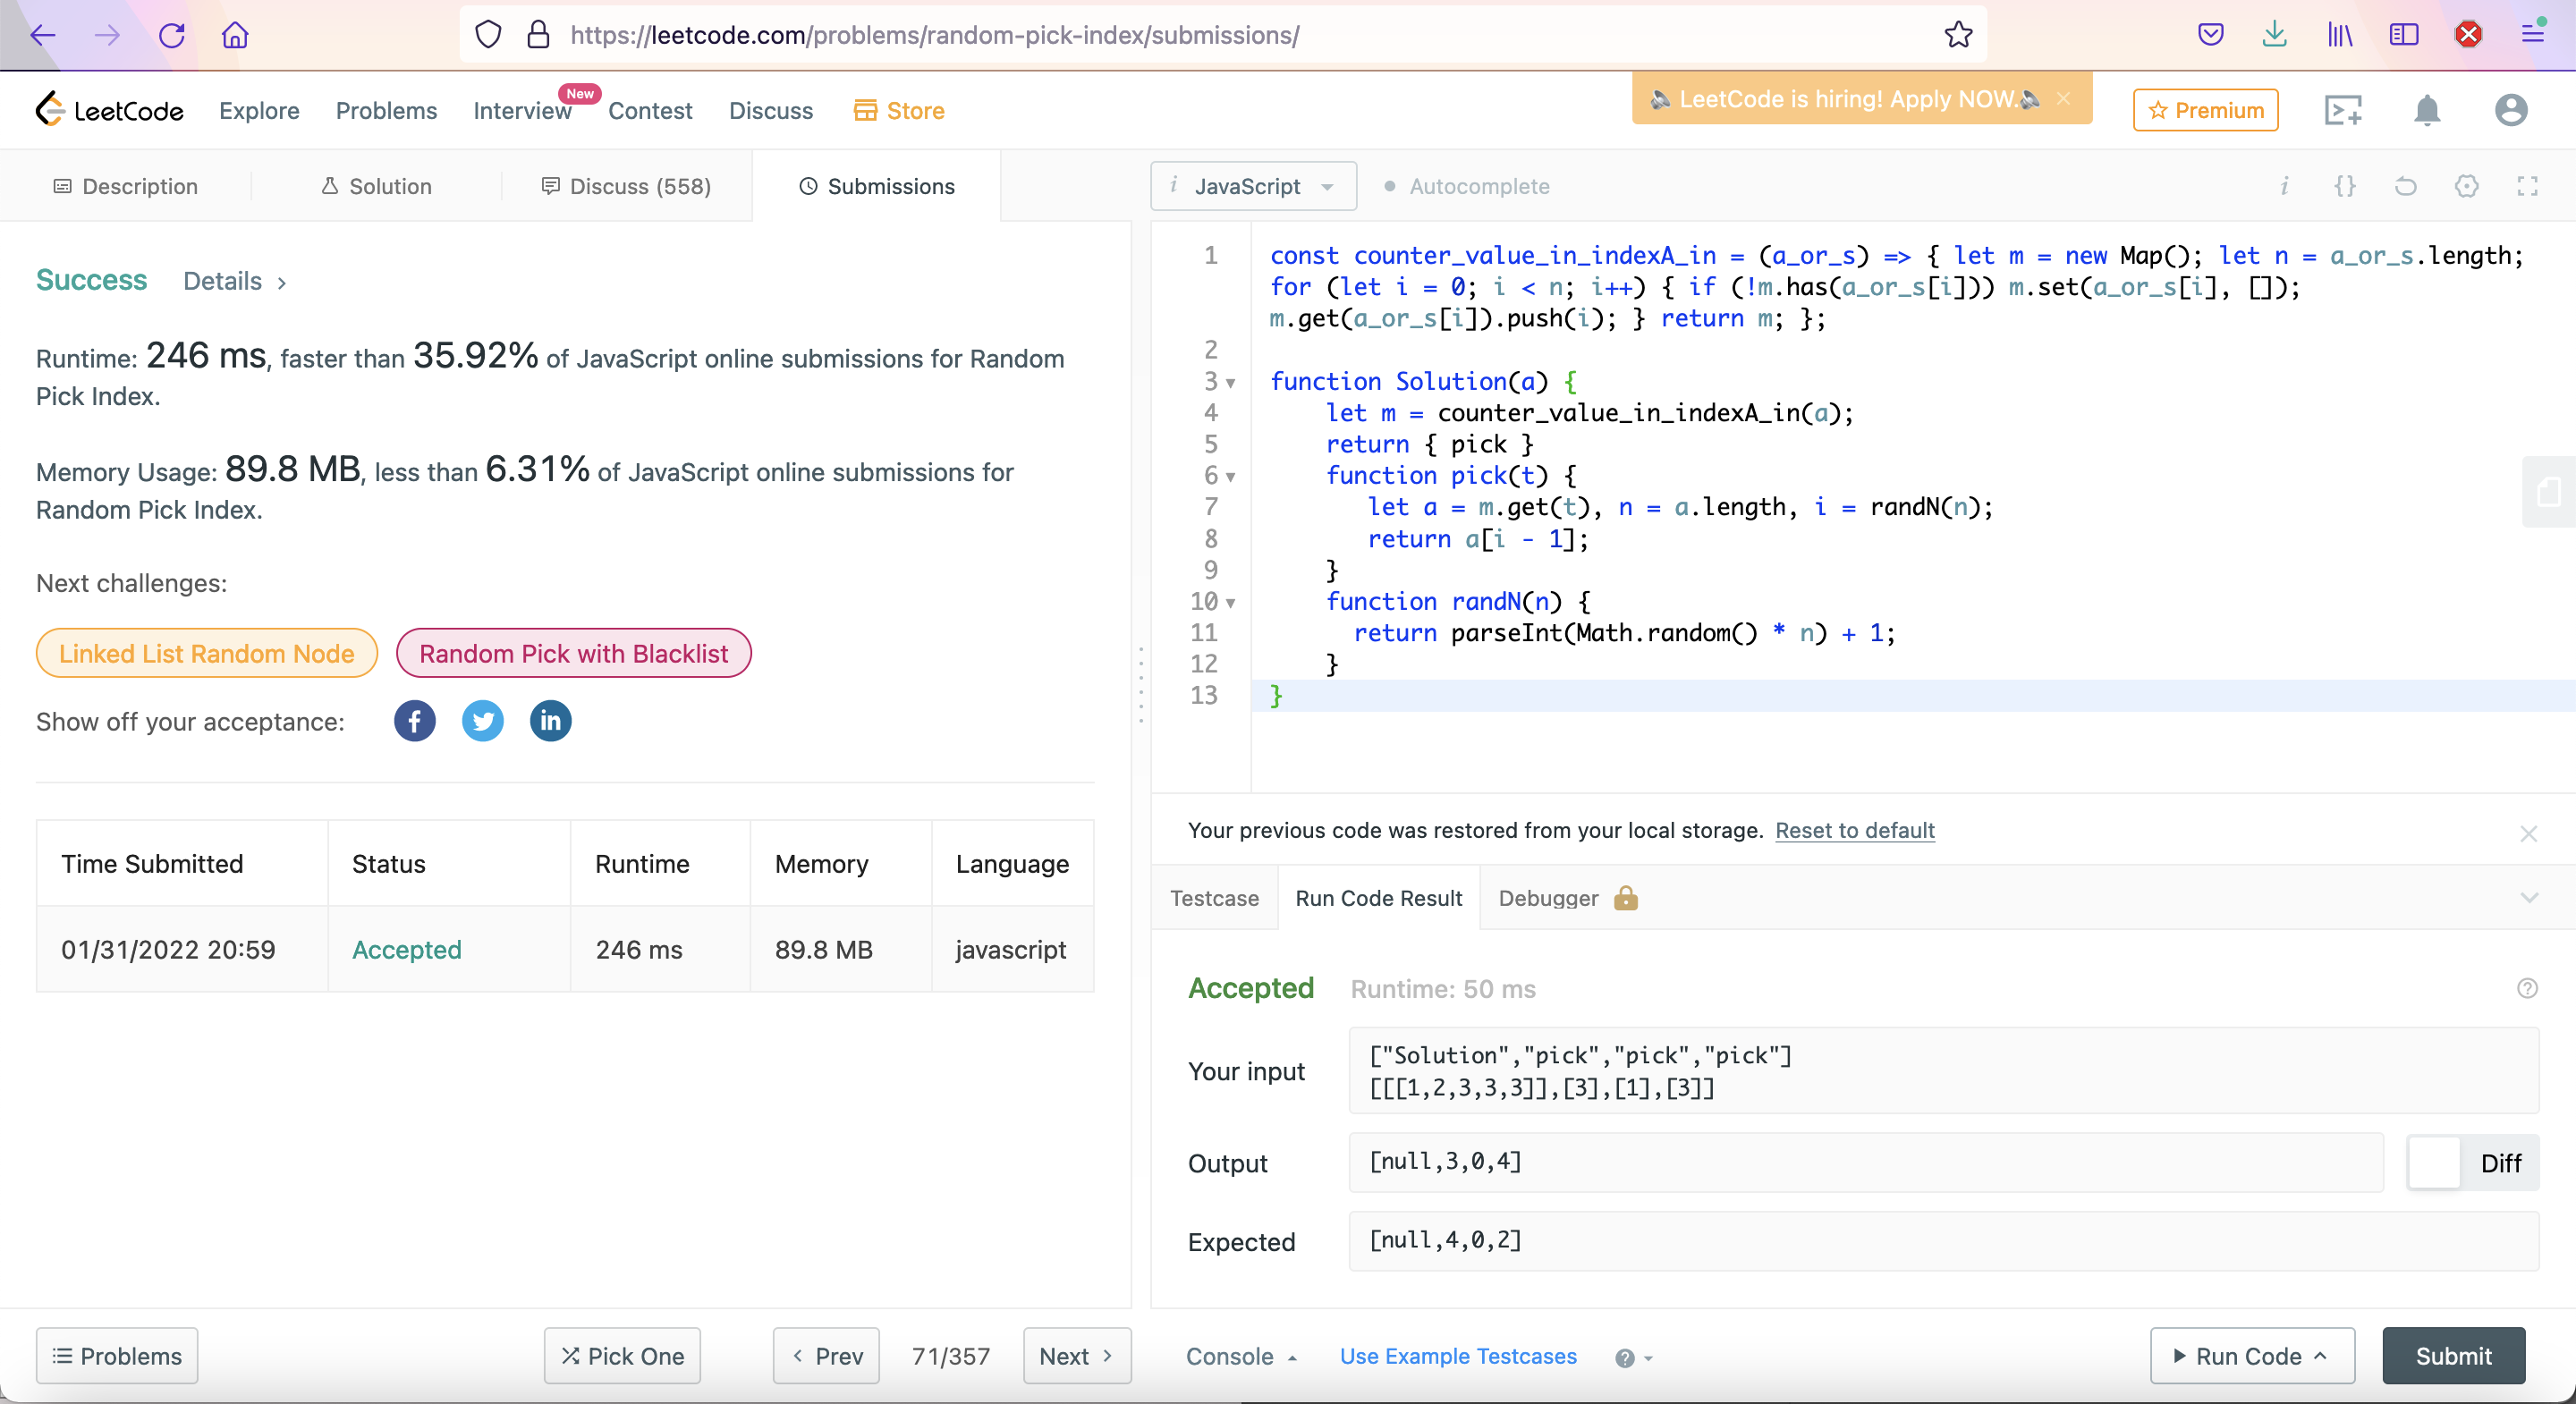 https://leetcode.com/problems/random-pick-index/submissions/
LeetCode Explore Problems Interview New Contest Discuss Store LeetCode is hiring! Apply NOW. Premium
Description Solution Discuss (558) Submissions
i JavaScript Autocomplete
Success Details
Runtime: 246 ms, faster than 35.92% of JavaScript online submissions for Random
Pick Index.
Memory Usage: 89.8 MB, less than 6.31% of JavaScript online submissions for
Random Pick Index.
Next challenges:
Linked List Random Node Random Pick with Blacklist
Show off your acceptance:
Time Submitted Status Runtime Memory Language
01/31/2022 20:59 Accepted 246 ms 89.8 MB javascript
1 const counter_value_in_indexA_in = (a_or_s) => { let m = new Map(); let n = a_or_s.length;
for (let i = 0; i < n; i++) { if (!m.has(a_or_s[i])) m.set(a_or_s[i], []);
m.get(a_or_s[i]).push(i); } return m; };
2
3 function Solution(a) {
4 let m = counter_value_in_indexA_in(a);
5 return { pick }
6 function pick(t) {
7 let a = m.get(t), n = a.length, i = randN(n);
8 return a[i - 1];
9 }
10 function randN(n) {
11 return parseInt(Math.random() * n) + 1;
12 }
13 }
Your previous code was restored from your local storage. Reset to default
Testcase Run Code Result Debugger
Accepted Runtime: 50 ms
Your input
["Solution","pick","pick","pick"]
[[[1,2,3,3,3]],[3],[1],[3]]
Output [null,3,0,4] Diff
Expected [null,4,0,2]
Problems Pick One Prev 71/357 Next Console Use Example Testcases Run Code Submit